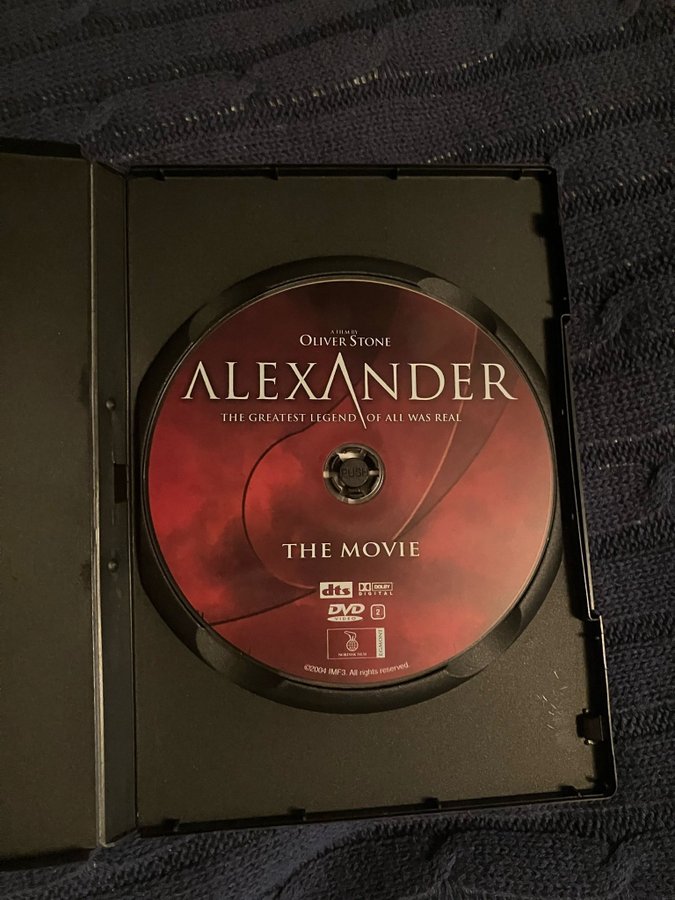 A FILM BY
OLIVER STONE
ALEXANDER
THE GREATEST LEGEND OF ALL WAS REAL
PUSH
THE MOVIE
dts DOLBY
DIGITAL
DVD 2
VIDEO
NORDISK FILM EGMONT
©2004 IMF3. All rights reserved.